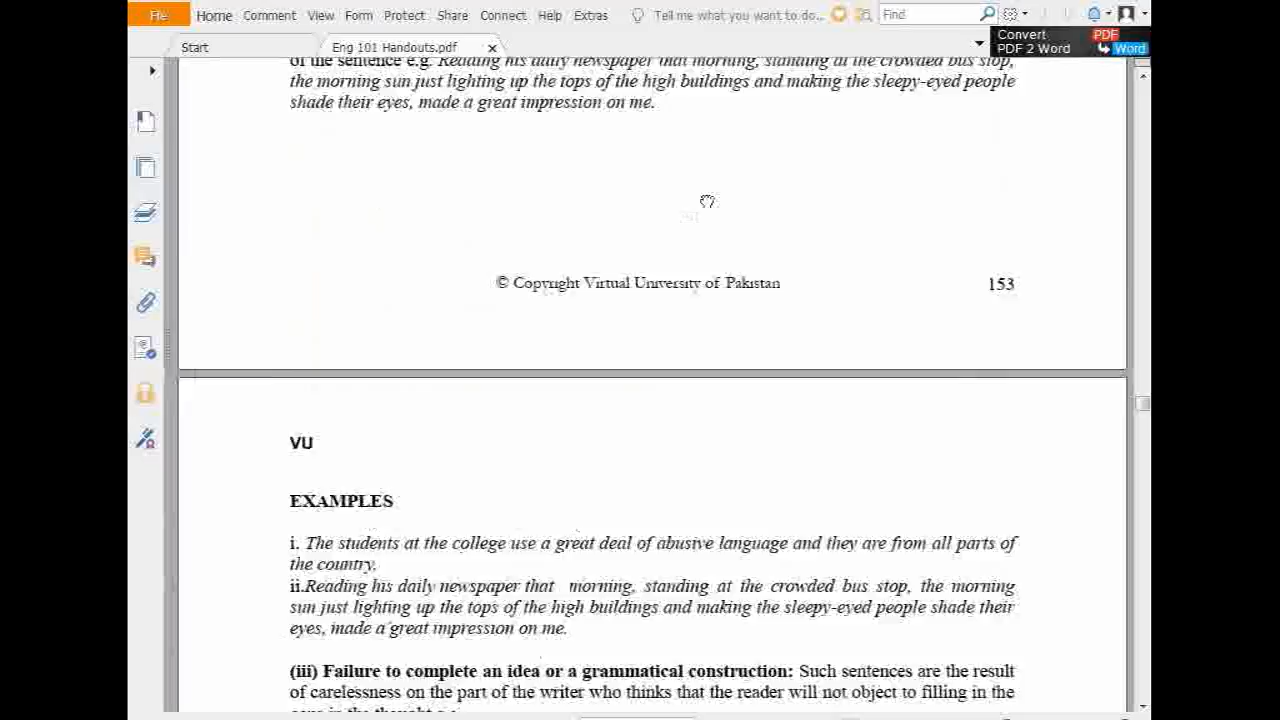 File Home Comment View Form Protect Share Connect Help Extras Tell me what you want to do... Find
Start Eng 101 Handouts.pdf
Convert PDF
PDF 2 Word Word
of the sentence e.g. Reading his daily newspaper that morning, standing at the crowded bus stop,
the morning sun just lighting up the tops of the high buildings and making the sleepy-eyed people
shade their eyes, made a great impression on me.
© Copyright Virtual University of Pakistan 153
VU
EXAMPLES
i. The students at the college use a great deal of abusive language and they are from all parts of
the country.
ii.Reading his daily newspaper that morning, standing at the crowded bus stop, the morning
sun just lighting up the tops of the high buildings and making the sleepy-eyed people shade their
eyes, made a great impression on me.
(iii) Failure to complete an idea or a grammatical construction: Such sentences are the result
of carelessness on the part of the writer who thinks that the reader will not object to filling in the